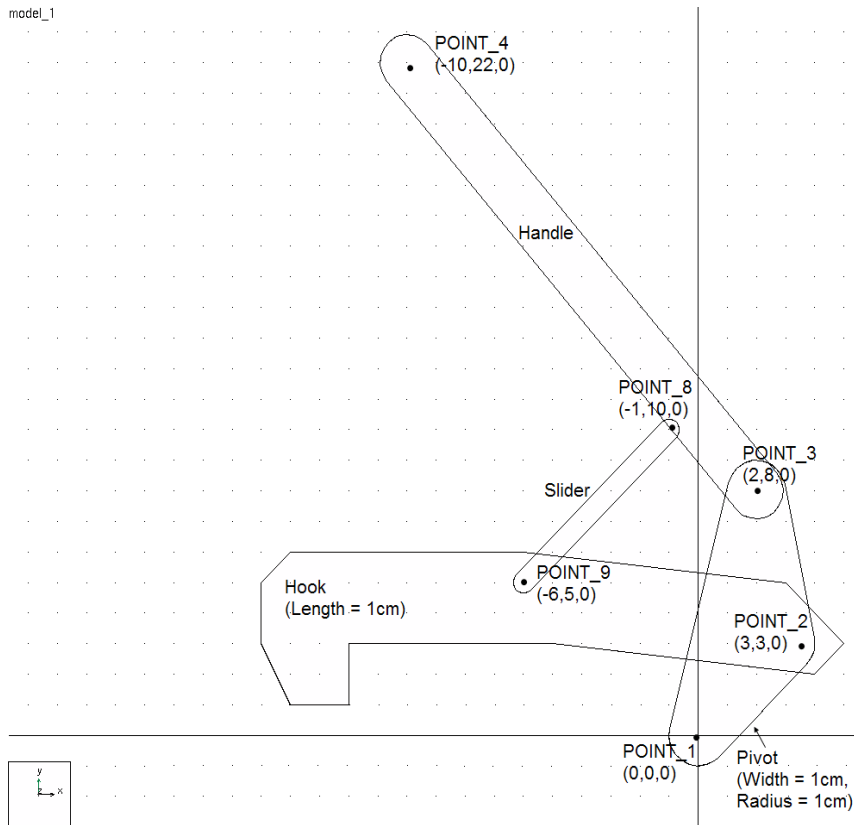 model_1
POINT_4
(-10,22,0)
Handle
POINT_8
(-1,10,0)
POINT_3
(2,8,0)
Slider
POINT_9
(-6,5,0)
Hook
(Length = 1cm)
POINT_2
(3,3,0)
POINT_1
(0,0,0)
Pivot
(Width = 1cm,
Radius = 1cm)
y
z
x